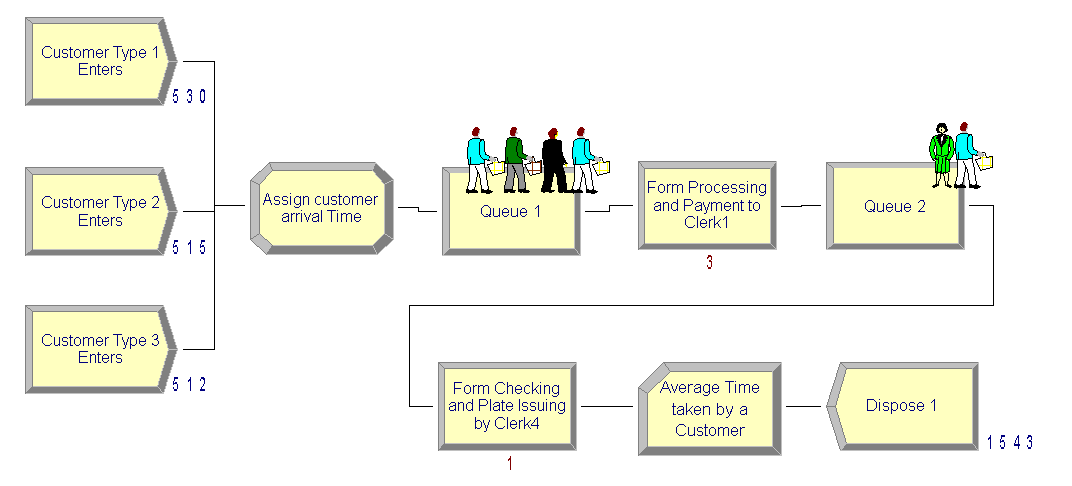 Customer Type 1
Enters
5 3 0
Customer Type 2
Enters
5 1 5
Customer Type 3
Enters
5 1 2
Assign customer
arrival Time
Queue 1
Form Processing
and Payment to
Clerk1
3
Queue 2
Form Checking
and Plate Issuing
by Clerk4
1
Average Time
taken by a
Customer
Dispose 1
1 5 4 3